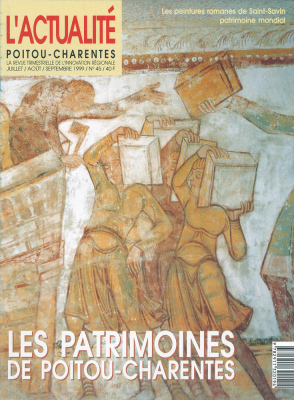 L'ACTUALITÉ
POITOU-CHARENTES
LA REVUE TRIMESTRIELLE DE L'INNOVATION RÉGIONALE
JUILLET / AOÛT / SEPTEMBRE 1999 / N° 45 / 40 F
Les peintures romanes de Saint-Savin
patrimoine mondial
LES PATRIMOINES
DE POITOU-CHARENTES